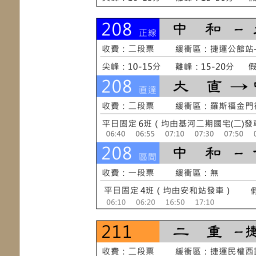 208 正線 中 和 -
收費：二段票 緩衝區：捷運公館站-
尖峰：10-15分 離峰：15-20分 假
208 直達 大 直→
收費：二段票 緩衝區：羅斯福金門
平日固定6班（均由基河二期國宅(二)發
06:40 06:55 07:10 07:30 07:50 0
208 區間 中 和 -
收費：一段票 緩衝區：無
平日固定4班（均由安和站發車） 假
06:10 06:20 16:50 17:10
211 二 重 -捷
收費：二段票 緩衝區：捷運民權西